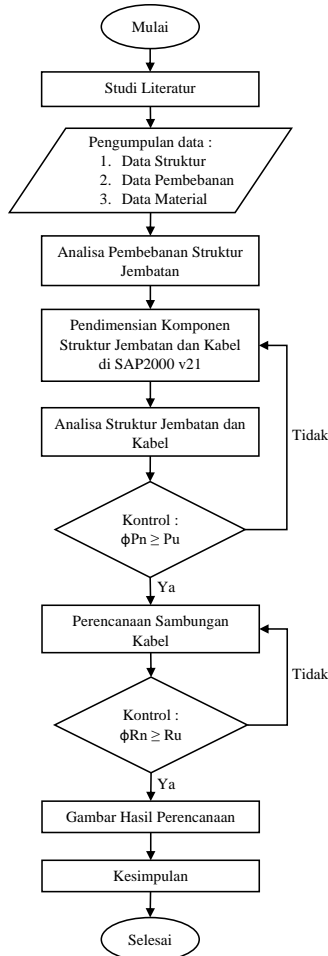 Mulai
Studi Literatur
Pengumpulan data :
1. Data Struktur
2. Data Pembebanan
3. Data Material
Analisa Pembebanan Struktur
Jembatan
Pendimensian Komponen
Struktur Jembatan dan Kabel
di SAP2000 v21
Analisa Struktur Jembatan dan
Kabel
Tidak
Kontrol :
ϕPn ≥ Pu
Ya
Perencanaan Sambungan
Kabel
Tidak
Kontrol :
ϕRn ≥ Ru
Ya
Gambar Hasil Perencanaan
Kesimpulan
Selesai